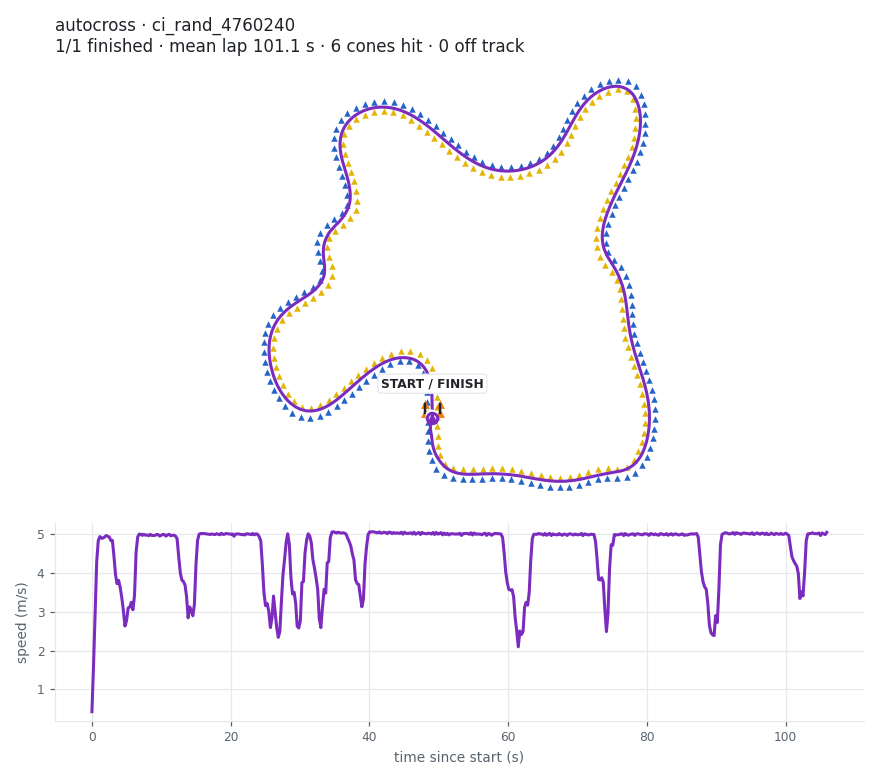 autocross · ci_rand_4760240
1/1 finished · mean lap 101.1 s · 6 cones hit · 0 off track
START / FINISH
5
4
3
2
1
speed (m/s)
0 20 40 60 80 100
time since start (s)